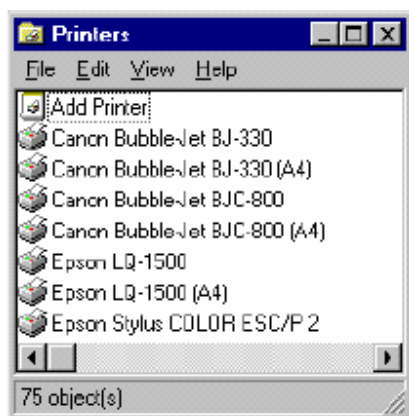 Printers
File Edit View Help
Add Printer
Canon Bubble-Jet BJ-330
Canon Bubble-Jet BJ-330 (A4)
Canon Bubble-Jet BJC-800
Canon Bubble-Jet BJC-800 (A4)
Epson LQ-1500
Epson LQ-1500 (A4)
Epson Stylus COLOR ESC/P 2
75 object(s)